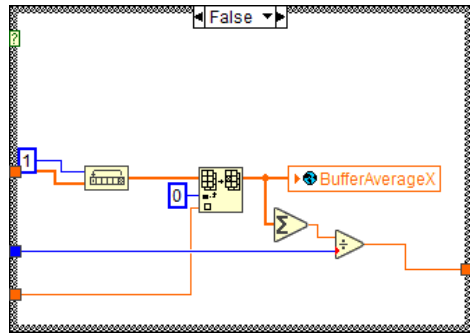 False
?
1
0
BufferAverageX
Σ
÷